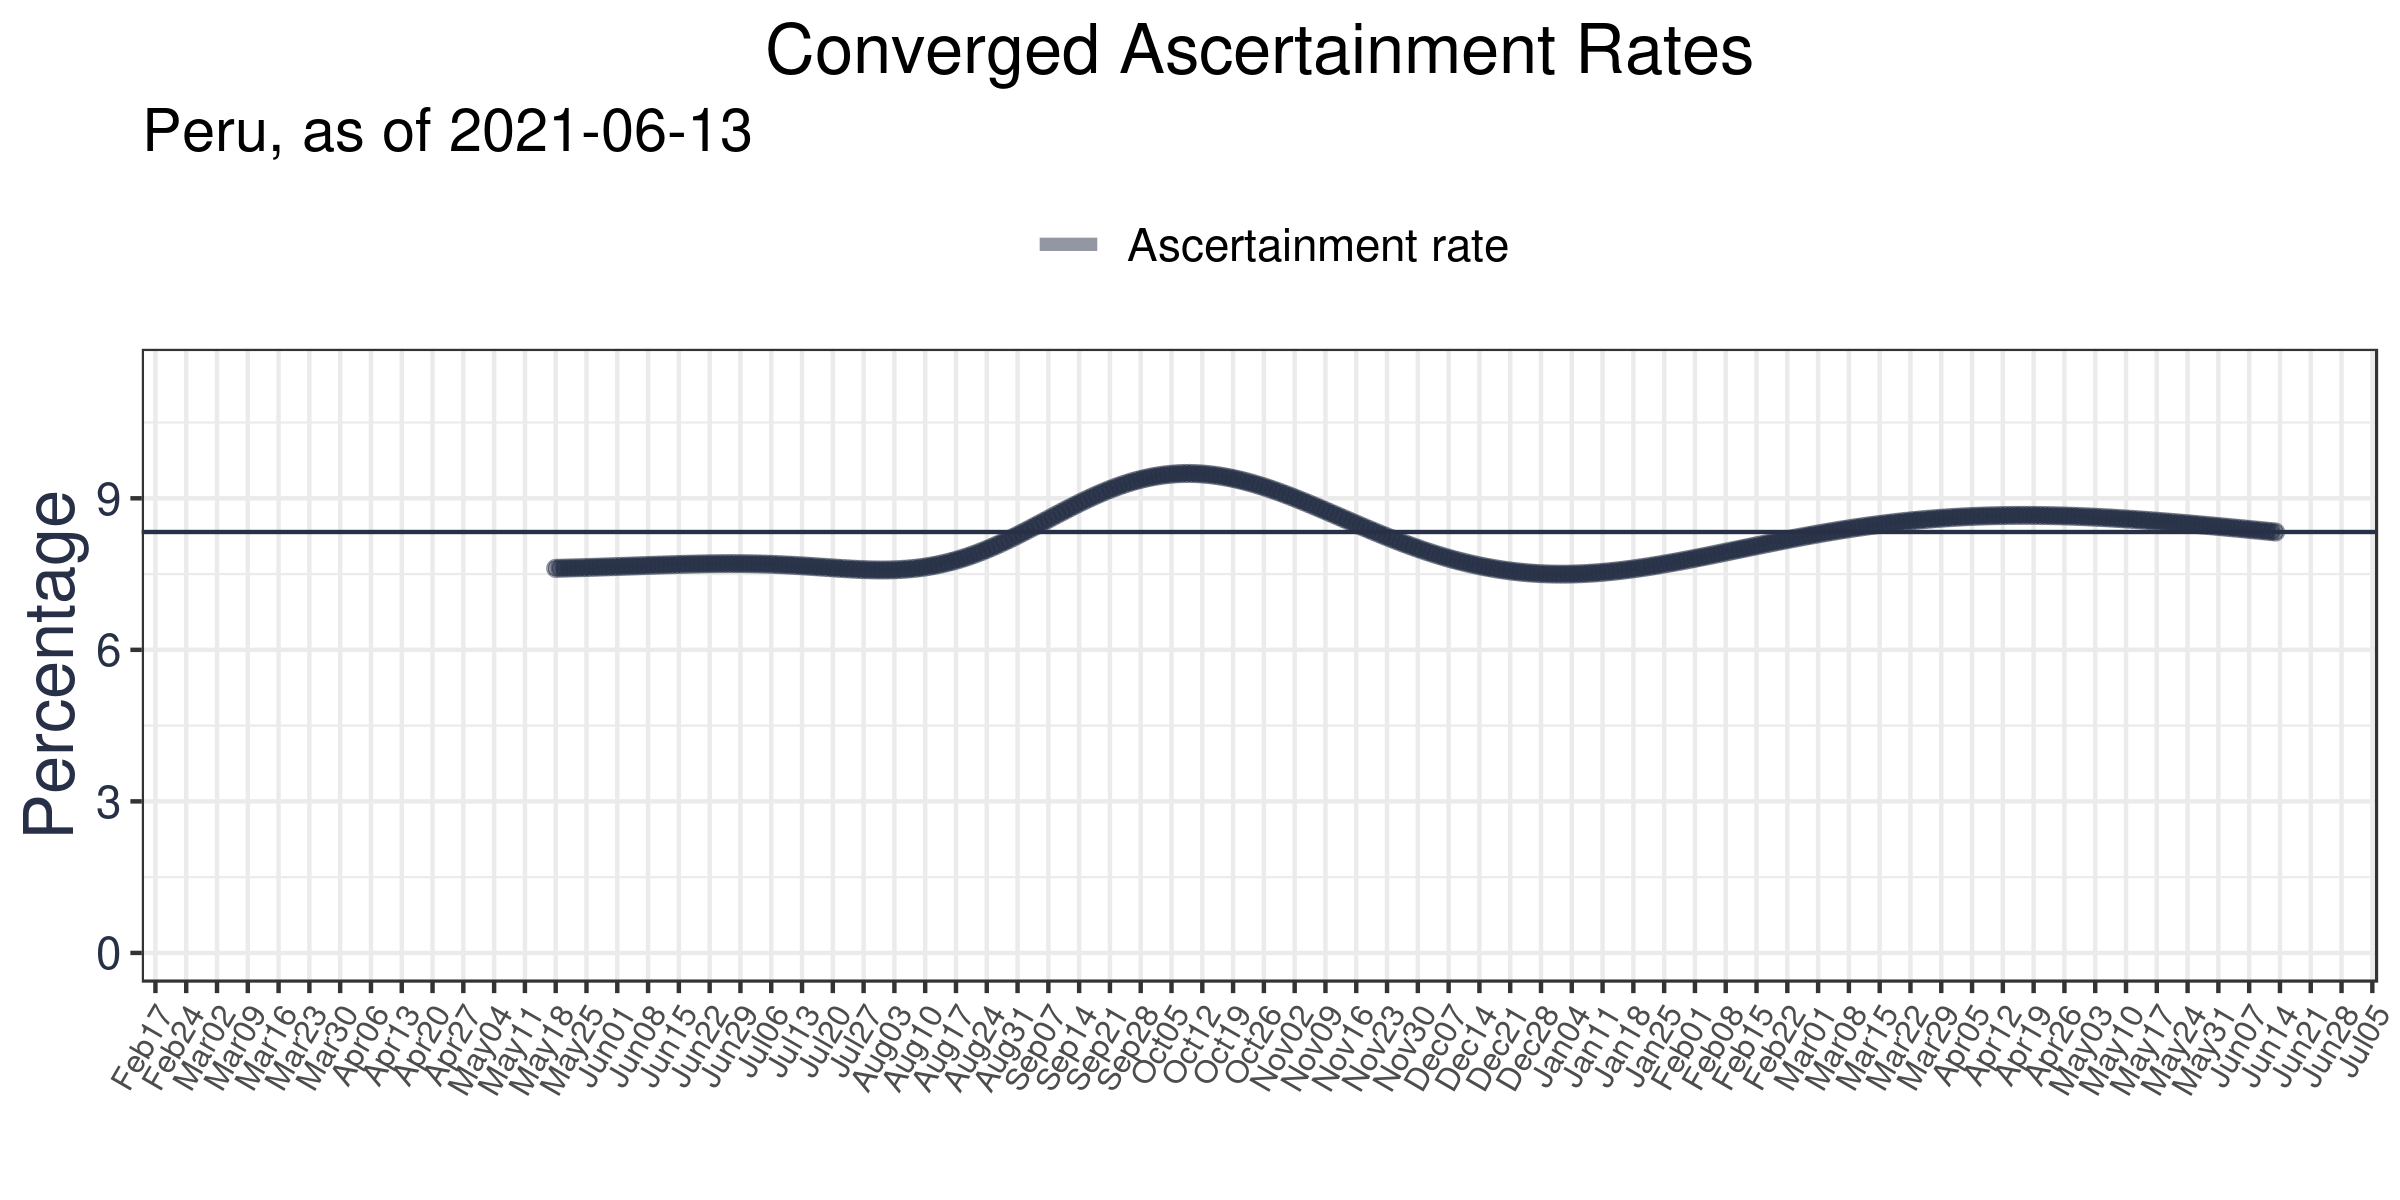 Converged Ascertainment Rates
Peru, as of 2021-06-13
Ascertainment rate
Percentage
9
6
3
0
Feb17
Feb24
Mar02
Mar09
Mar16
Mar23
Mar30
Apr06
Apr13
Apr20
Apr27
May04
May11
May18
May25
Jun01
Jun08
Jun15
Jun22
Jun29
Jul06
Jul13
Jul20
Jul27
Aug03
Aug10
Aug17
Aug24
Aug31
Sep07
Sep14
Sep21
Sep28
Oct05
Oct12
Oct19
Oct26
Nov02
Nov09
Nov16
Nov23
Nov30
Dec07
Dec14
Dec21
Dec28
Jan04
Jan11
Jan18
Jan25
Feb01
Feb08
Feb15
Feb22
Mar01
Mar08
Mar15
Mar22
Mar29
Apr05
Apr12
Apr19
Apr26
May03
May10
May17
May24
May31
Jun07
Jun14
Jun21
Jun28
Jul05